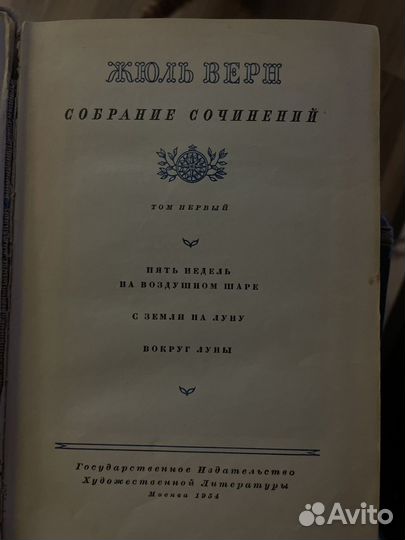 ЖЮЛЬ ВЕРН
СОБРАНИЕ СОЧИНЕНИЙ
ТОМ ПЕРВЫЙ
ПЯТЬ НЕДЕЛЬ
НА ВОЗДУШНОМ ШАРЕ
С ЗЕМЛИ НА ЛУНУ
ВОКРУГ ЛУНЫ
Государственное Издательство
Художественной Литературы
Москва 1954
Avito